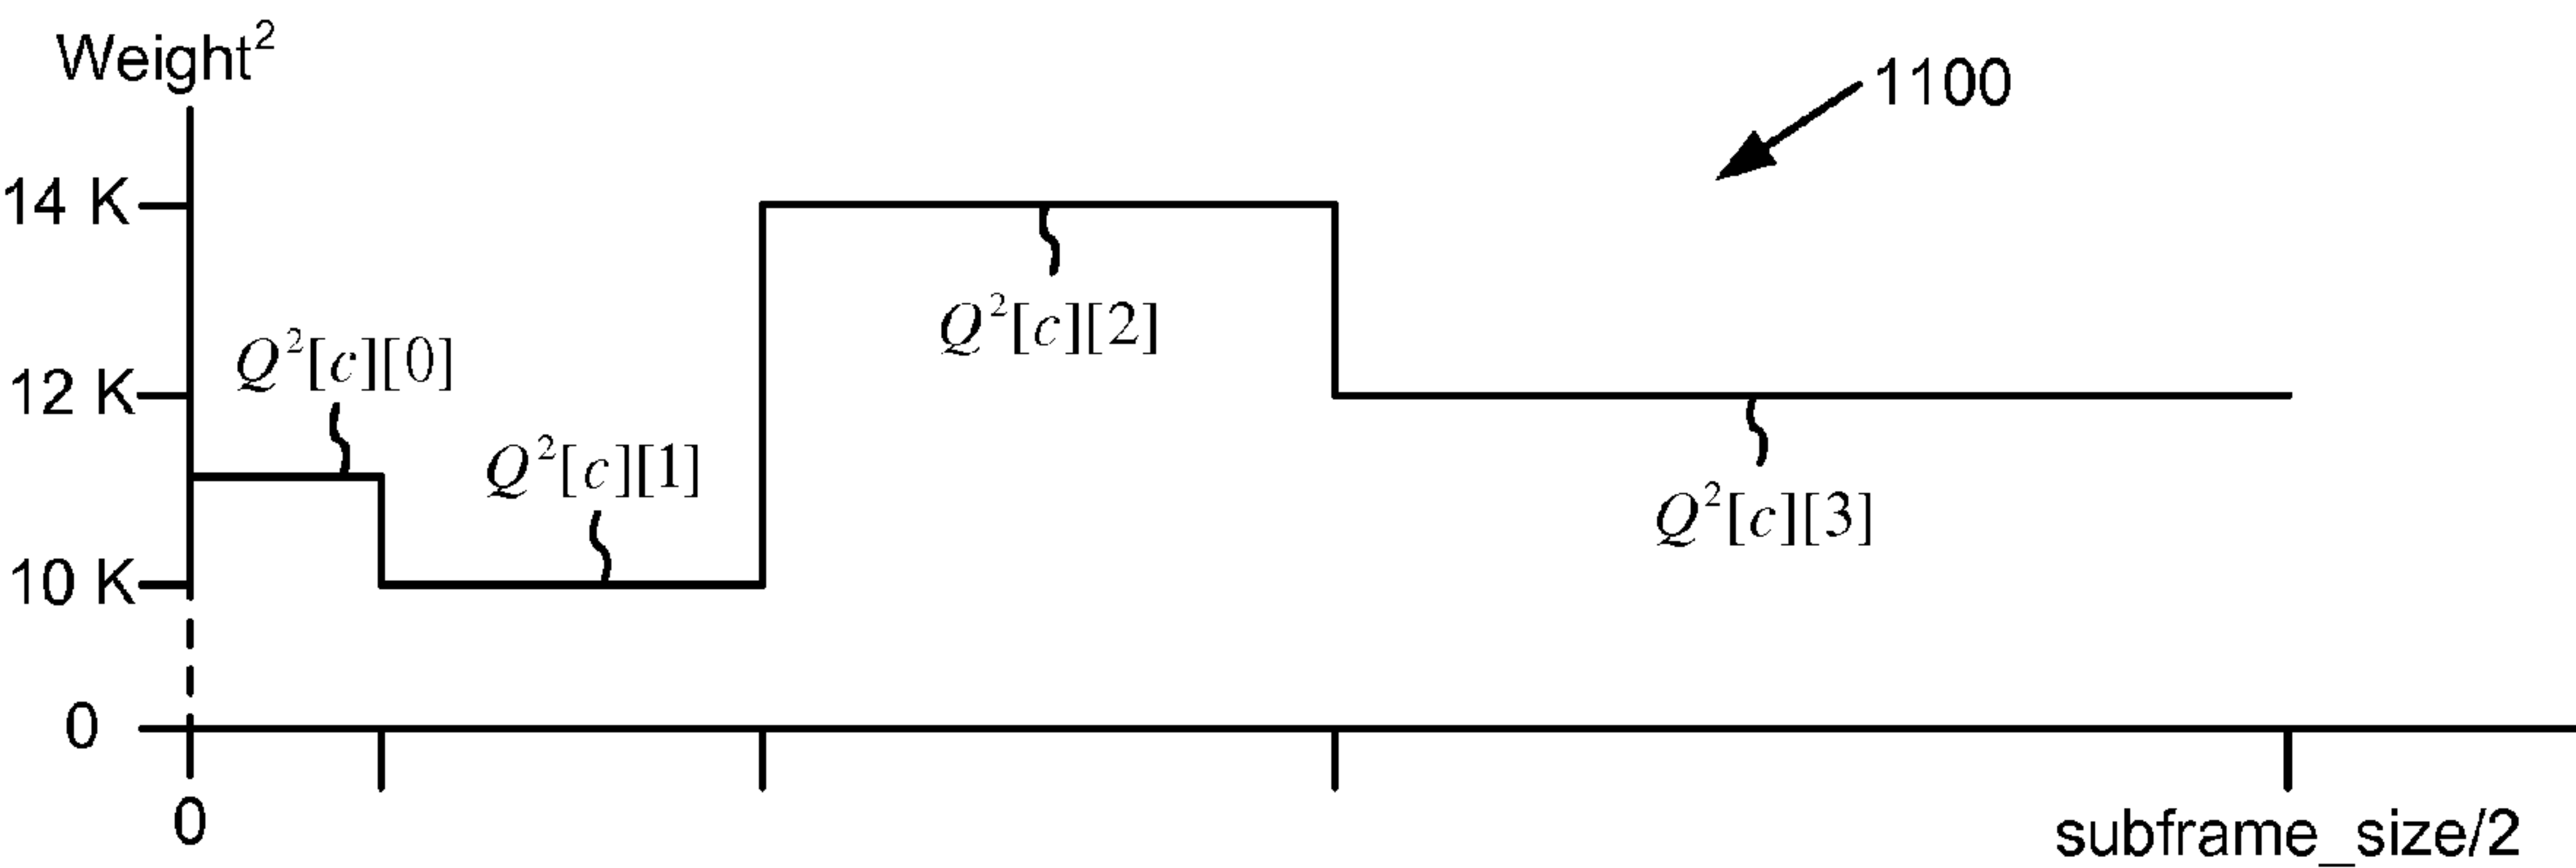 Weight²
1100
14 K
Q²[c][2]
Q²[c][0]
12 K
Q²[c][1]
Q²[c][3]
10 K
0
0
subframe_size/2